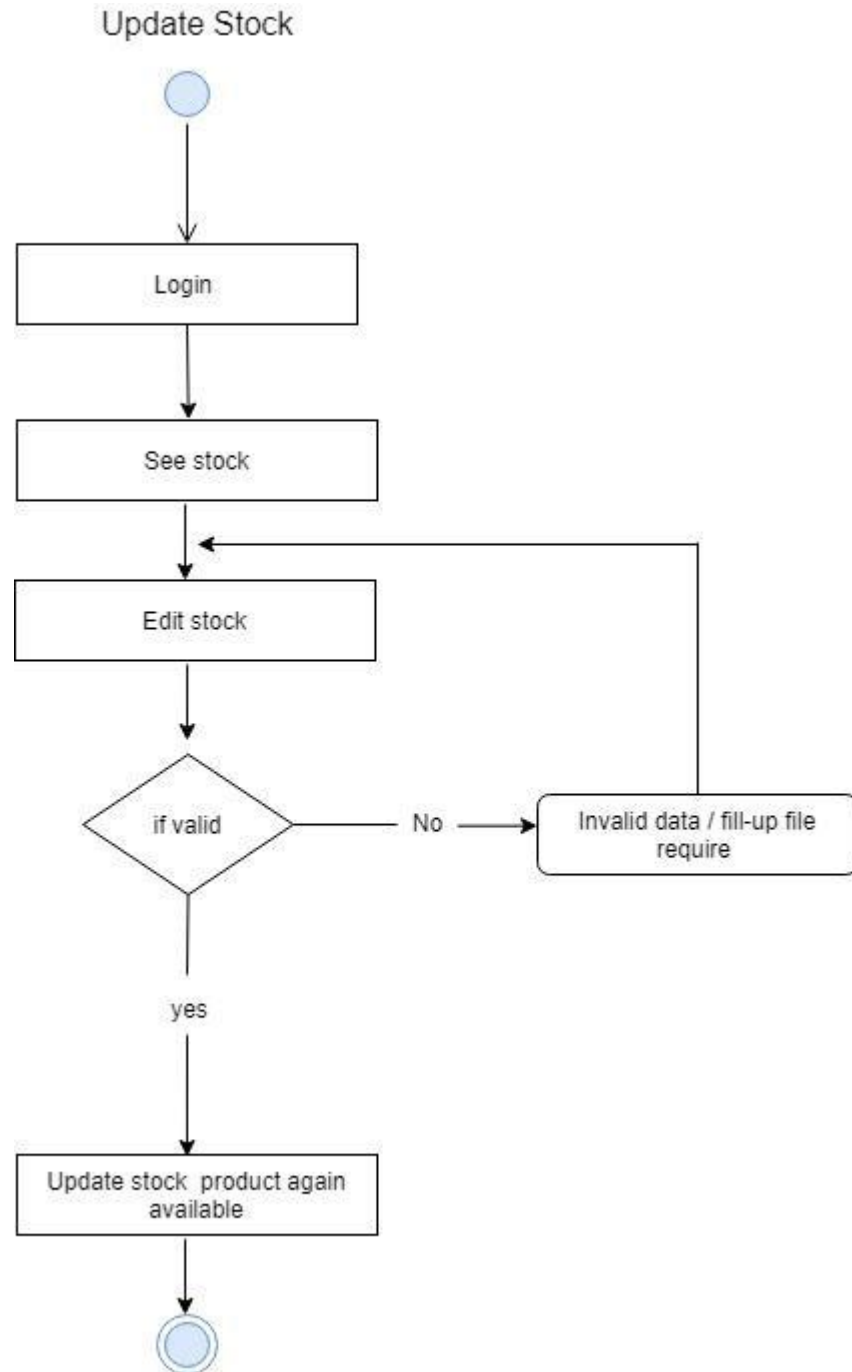 Update Stock
Login
See stock
Edit stock
if valid
No
Invalid data / fill-up file
require
yes
Update stock  product again
available